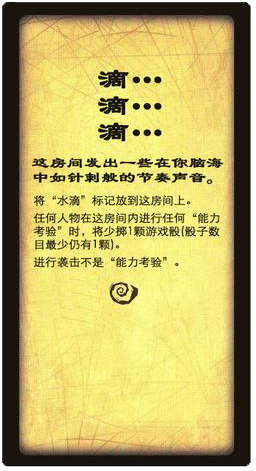 滴…
滴…
滴…
这房间发出一些在你脑海
中如针刺般的节奏声音。
将“水滴”标记放到这房间上。
任何人物在这房间内进行任何“能力
考验”时，将少掷1颗游戏骰(骰子数
目最少仍有1颗)。
进行袭击不是“能力考验”。